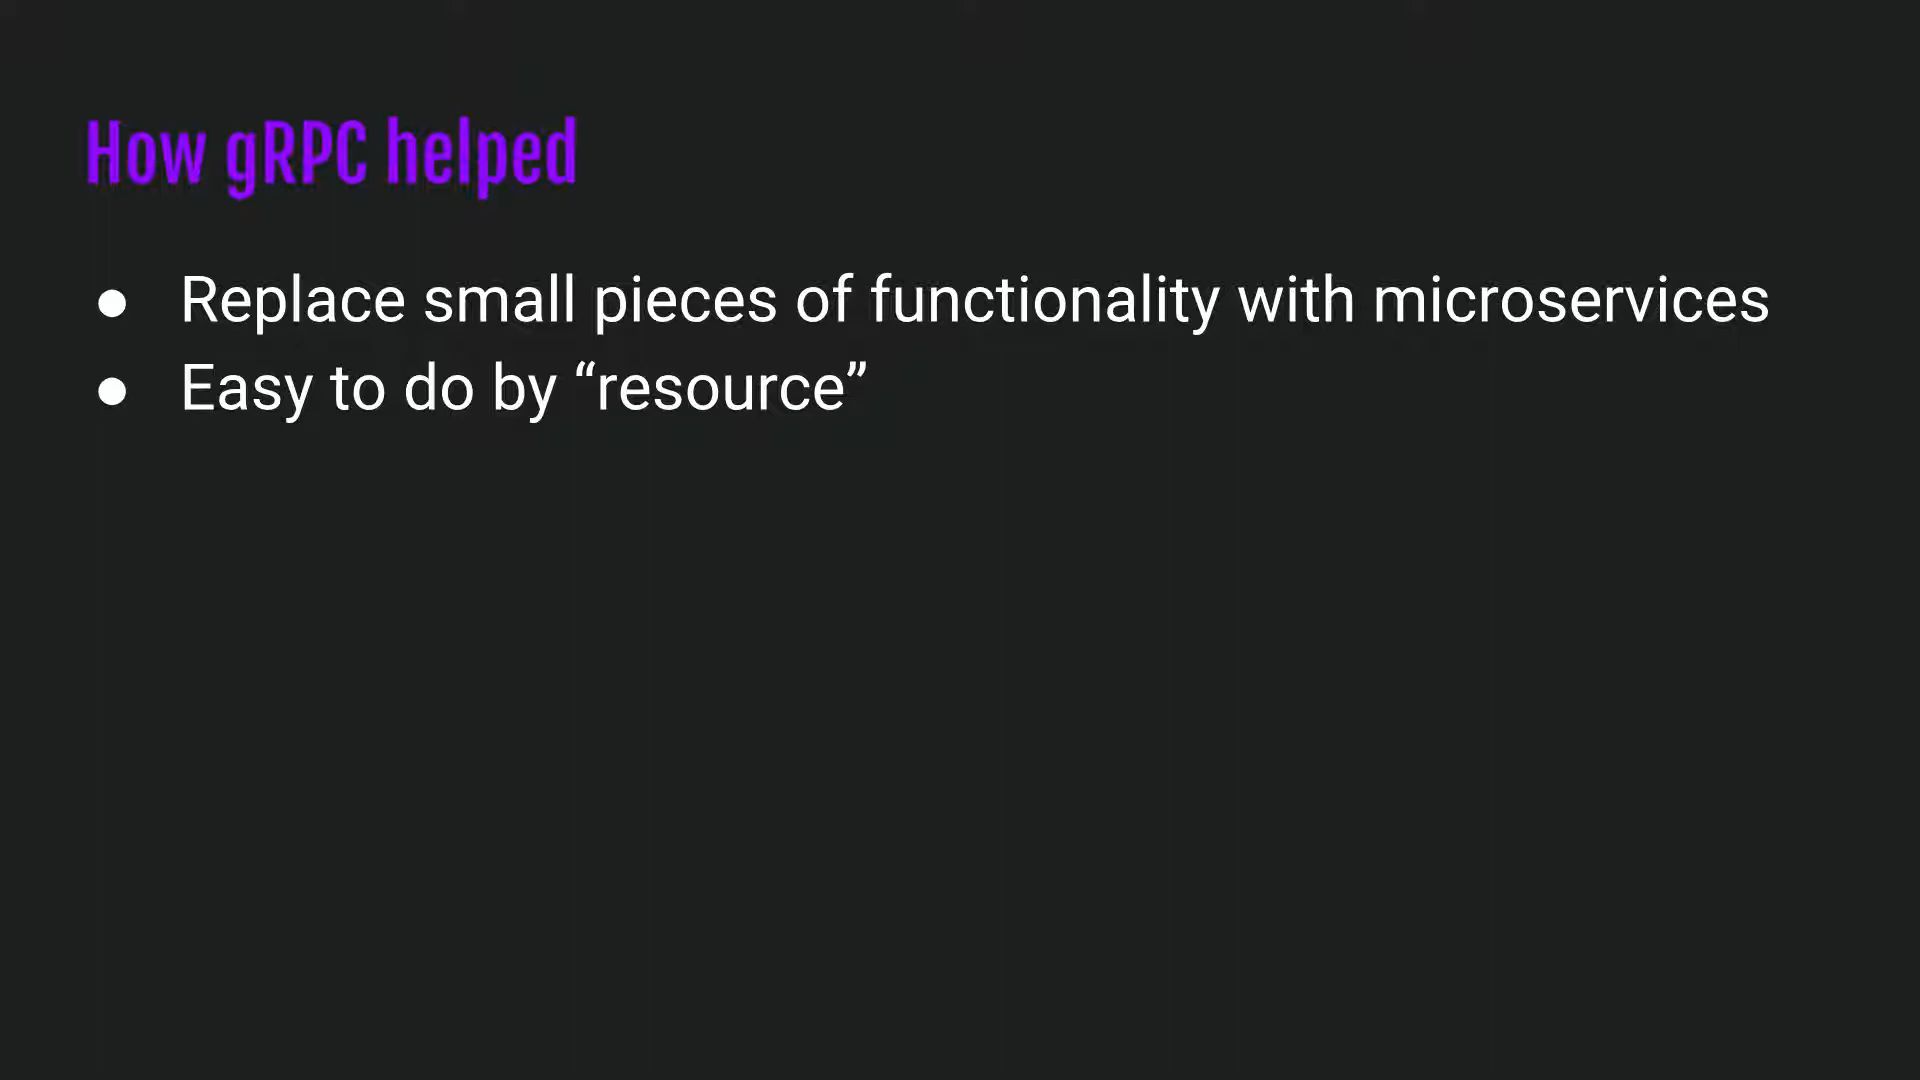 How gRPC helped
● Replace small pieces of functionality with microservices
● Easy to do by “resource”